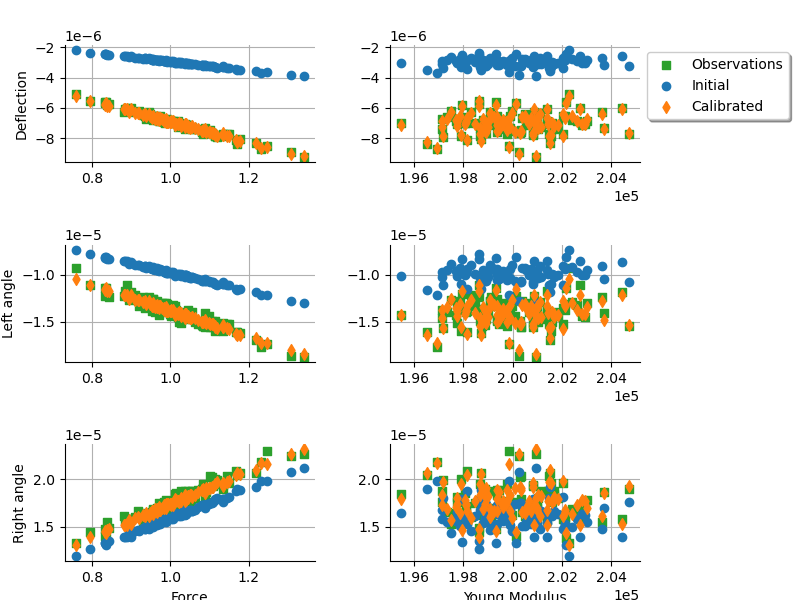 1e−6
−2
−4
−6
−8
Deflection
0.8 1.0 1.2
1e−6
−2
−4
−6
−8
1.96 1.98 2.00 2.02 2.04
1e5
Observations
Initial
Calibrated
1e−5
−1.0
−1.5
Left angle
0.8 1.0 1.2
1e−5
−1.0
−1.5
1.96 1.98 2.00 2.02 2.04
1e5
1e−5
2.0
1.5
Right angle
0.8 1.0 1.2
Force
1e−5
2.0
1.5
1.96 1.98 2.00 2.02 2.04
1e5
Young Modulus